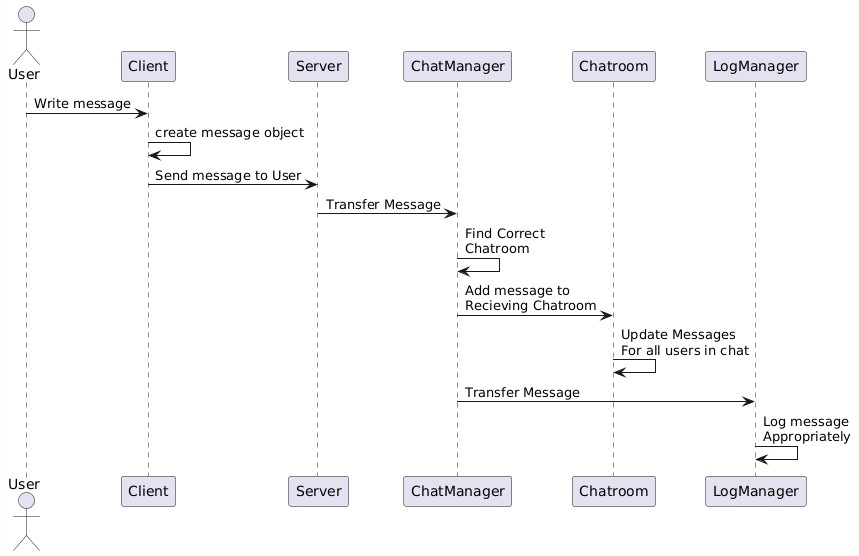 User
Client
Server
ChatManager
Chatroom
LogManager
Write message
create message object
Send message to User
Transfer Message
Find Correct
Chatroom
Add message to
Recieving Chatroom
Update Messages
For all users in chat
Transfer Message
Log message
Appropriately
User
Client
Server
ChatManager
Chatroom
LogManager